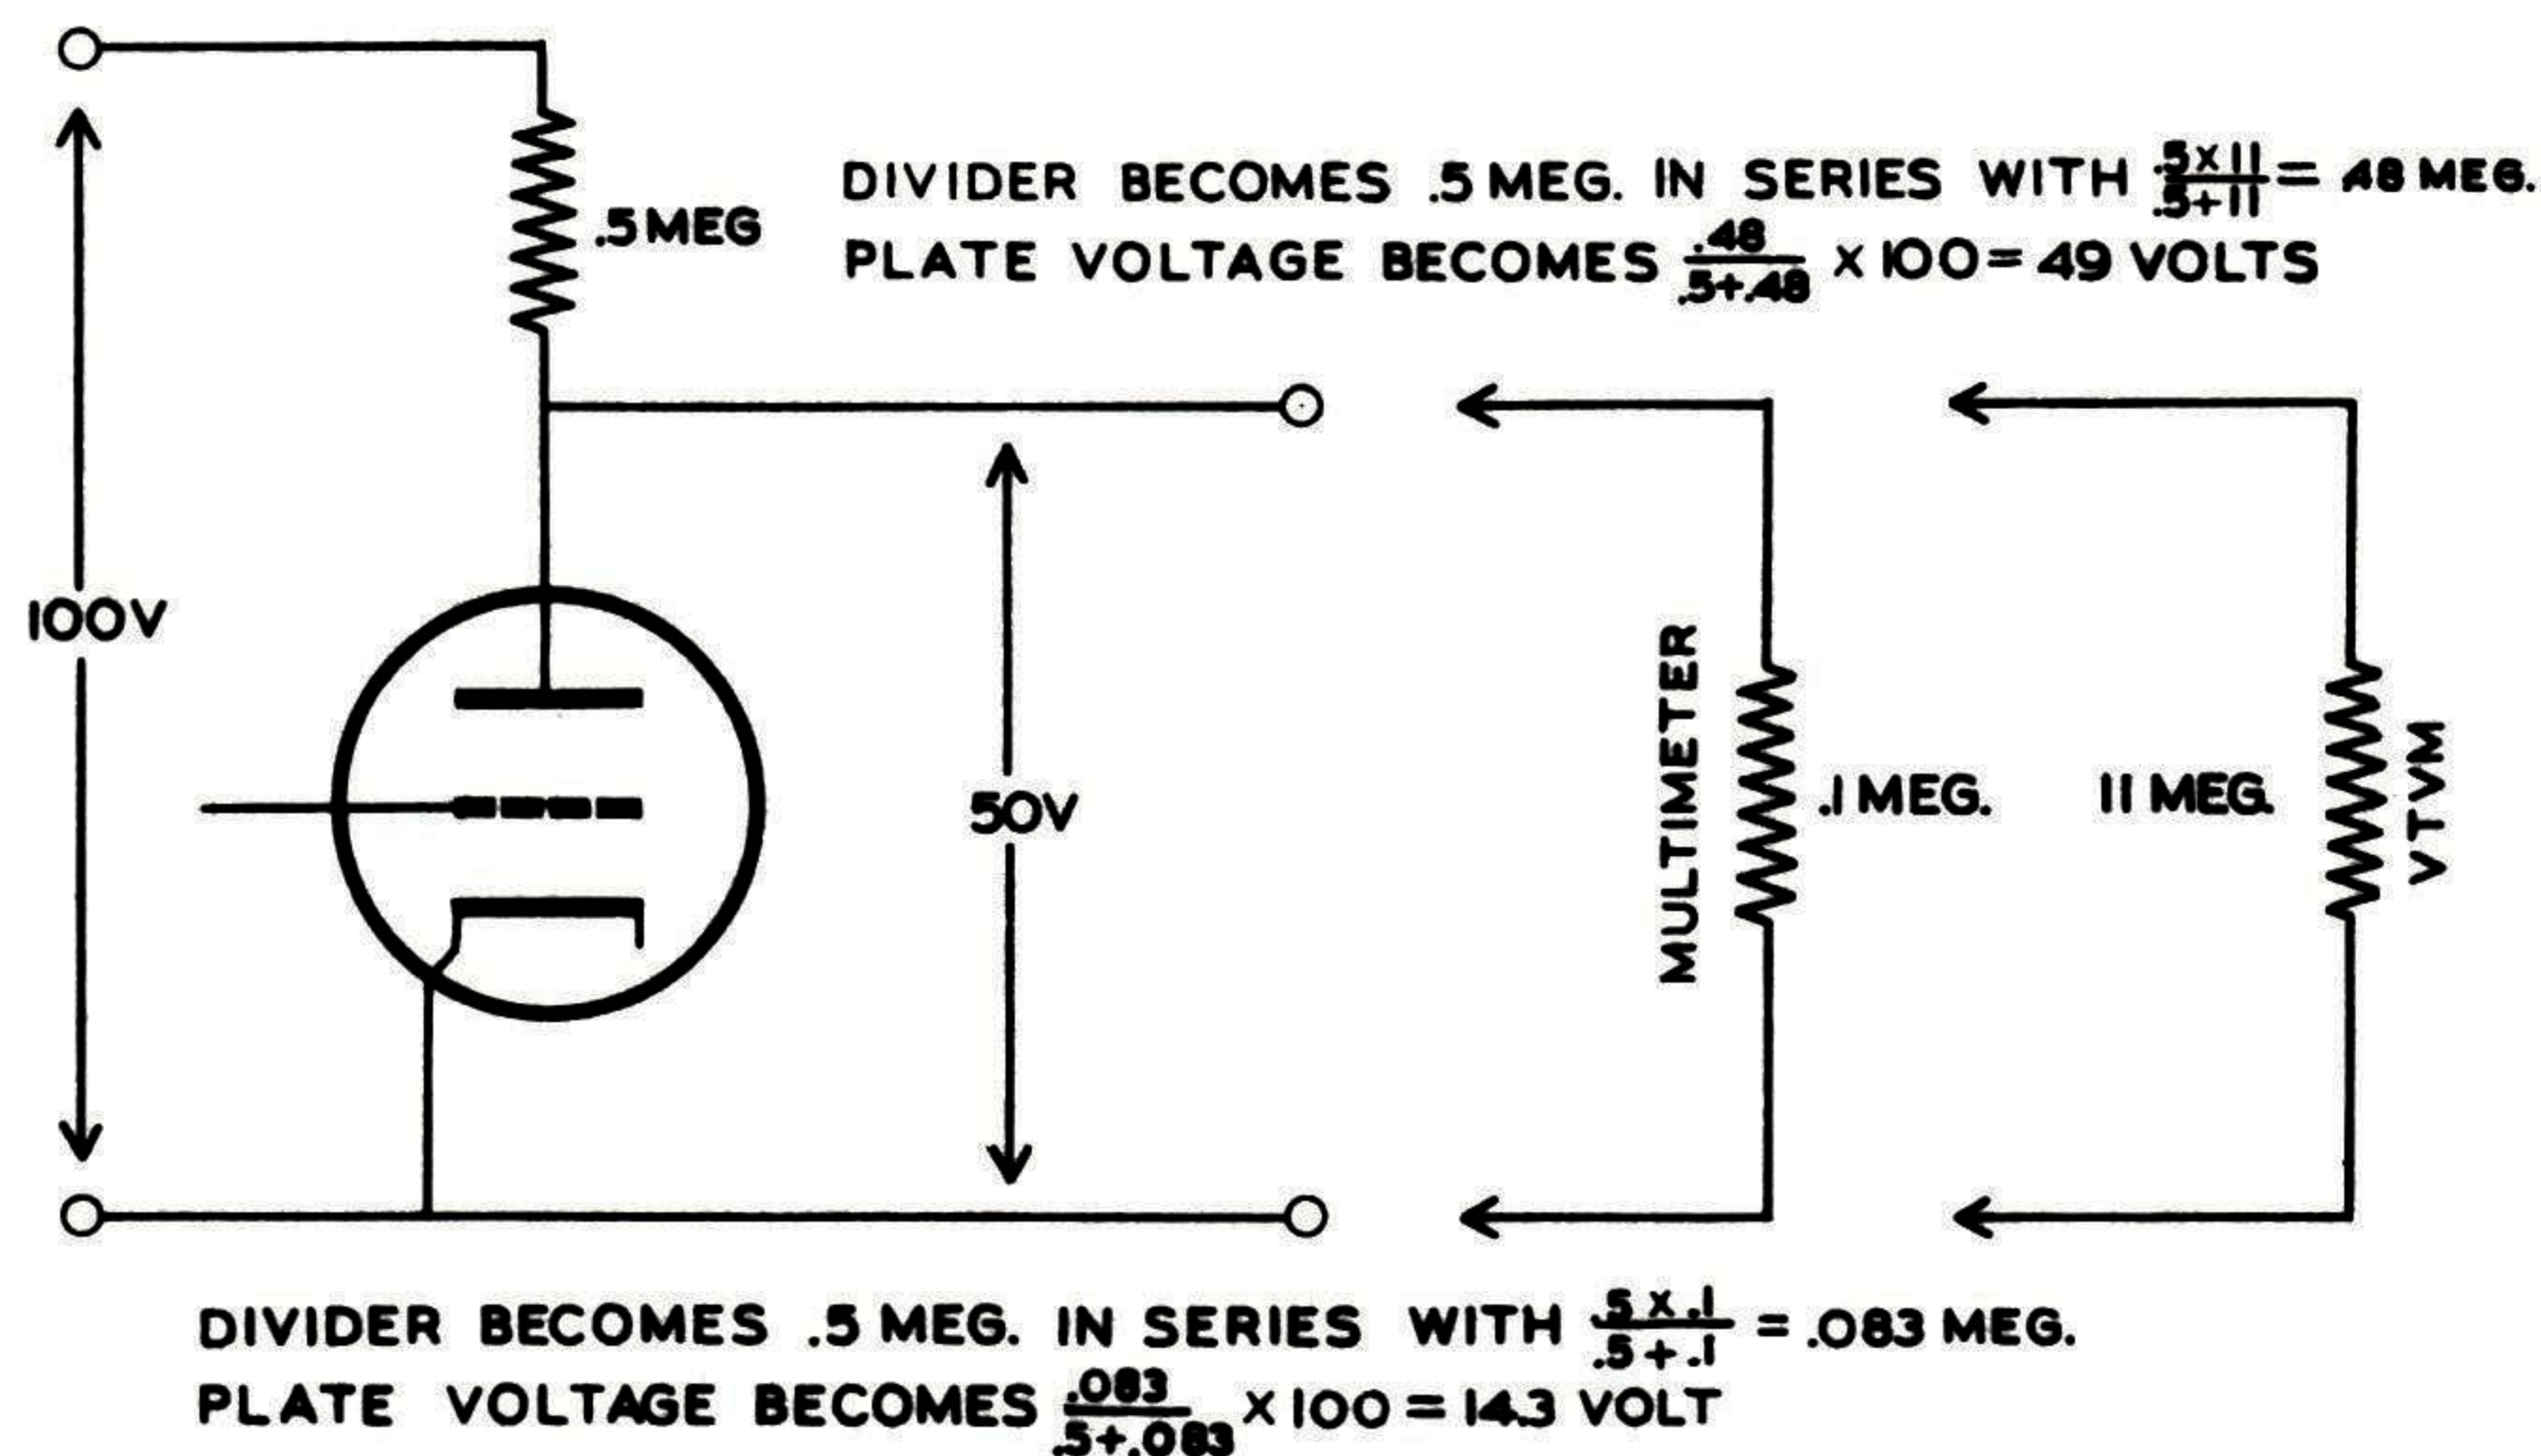 DIVIDER BECOMES .5 MEG. IN SERIES WITH .5 X 11 / .5 + 11 = .48 MEG.
.5 MEG
PLATE VOLTAGE BECOMES .48 / .5+.48 X 100 = 49 VOLTS
100V
50V
MULTIMETER
.1 MEG.
11 MEG.
VTVM
DIVIDER BECOMES .5 MEG. IN SERIES WITH .5 X .1 / .5 + .1 = .083 MEG.
PLATE VOLTAGE BECOMES .083 / .5+.083 X 100 = 14.3 VOLT